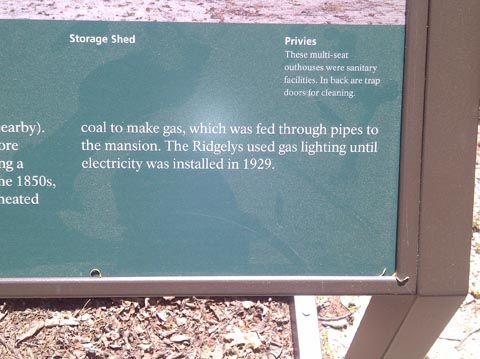 Storage Shed
Privies
These multi-seat
outhouses were sanitary
facilities. In back are trap
doors for cleaning.
earby).
ore
ng a
he 1850s,
heated
coal to make gas, which was fed through pipes to
the mansion. The Ridgelys used gas lighting until
electricity was installed in 1929.